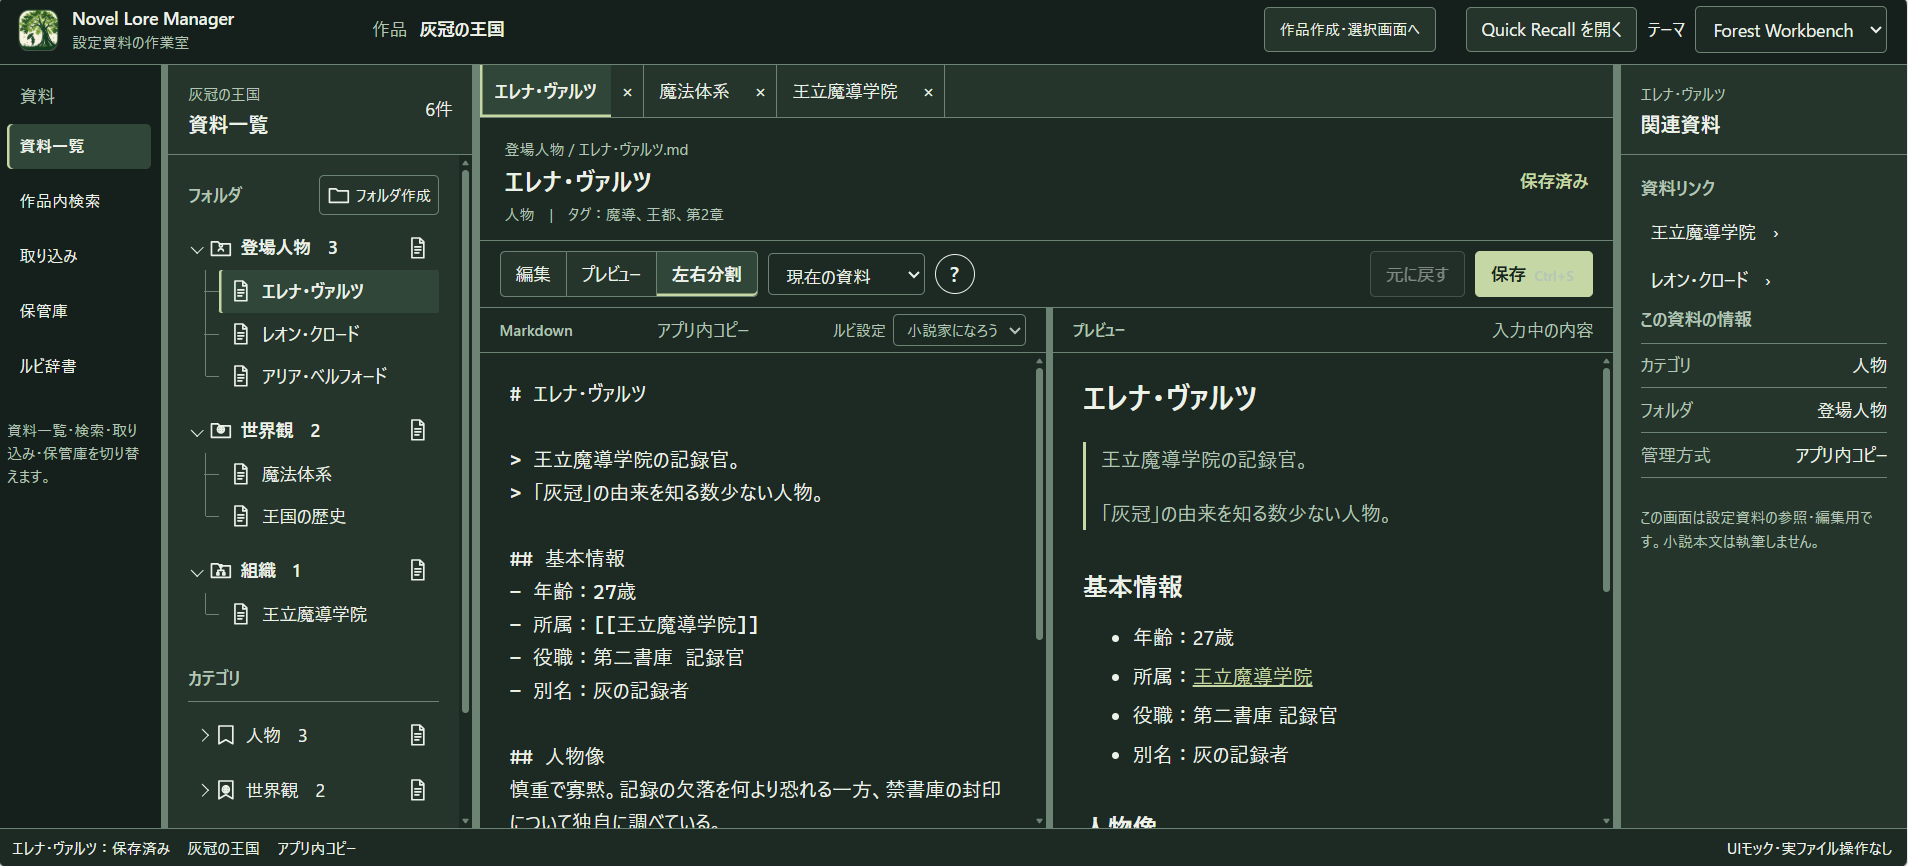 Novel Lore Manager
設定資料の作業室
作品 灰冠の王国
作品作成・選択画面へ
Quick Recall を開く
テーマ
Forest Workbench
資料
資料一覧
作品内検索
取り込み
保管庫
ルビ辞書
資料一覧・検索・取り
込み・保管庫を切り替
えます。
灰冠の王国
資料一覧
6件
フォルダ
フォルダ作成
登場人物 3
エレナ・ヴァルツ
レオン・クロード
アリア・ベルフォード
世界観 2
魔法体系
王国の歴史
組織 1
王立魔導学院
カテゴリ
人物 3
世界観 2
エレナ・ヴァルツ ×
魔法体系 ×
王立魔導学院 ×
登場人物 / エレナ・ヴァルツ.md
エレナ・ヴァルツ
人物 | タグ：魔導、王都、第2章
保存済み
編集
プレビュー
左右分割
現在の資料
?
元に戻す
保存 Ctrl+S
Markdown
アプリ内コピー
ルビ設定
小説家になろう
# エレナ・ヴァルツ
> 王立魔導学院の記録官。
> 「灰冠」の由来を知る数少ない人物。
## 基本情報
- 年齢：27歳
- 所属：[[王立魔導学院]]
- 役職：第二書庫 記録官
- 別名：灰の記録者
## 人物像
慎重で寡黙。記録の欠落を何より恐れる一方、禁書庫の封印
について独自に調べている。
プレビュー
入力中の内容
エレナ・ヴァルツ
王立魔導学院の記録官。
「灰冠」の由来を知る数少ない人物。
基本情報
• 年齢：27歳
• 所属：王立魔導学院
• 役職：第二書庫 記録官
• 別名：灰の記録者
人物像
エレナ・ヴァルツ
関連資料
資料リンク
王立魔導学院 ›
レオン・クロード ›
この資料の情報
カテゴリ 人物
フォルダ 登場人物
管理方式 アプリ内コピー
この画面は設定資料の参照・編集用で
す。小説本文は執筆しません。
エレナ・ヴァルツ：保存済み 灰冠の王国 アプリ内コピー
UIモック・実ファイル操作なし